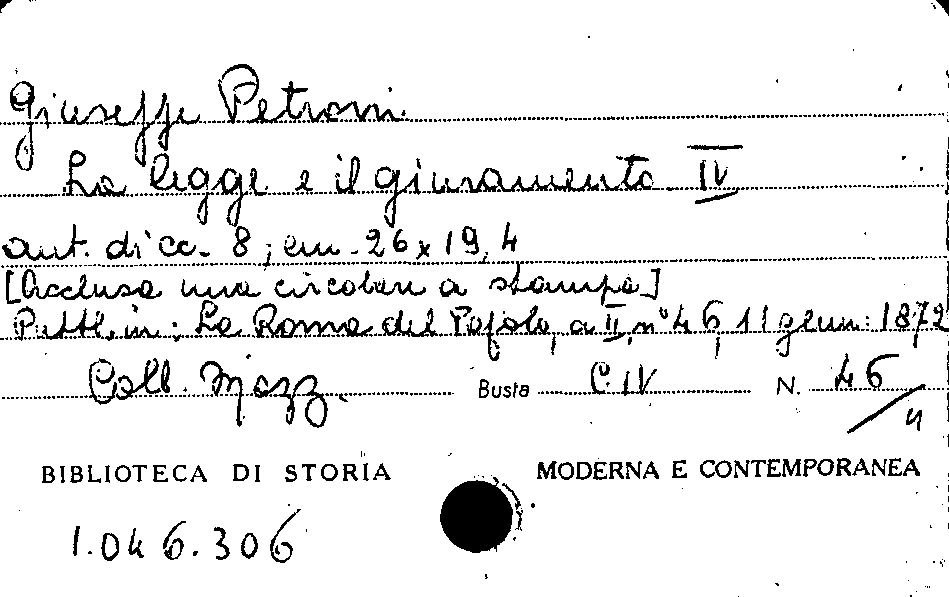 Giuseppe Petroni
La legge e il giuramento IV
aut. di cc. 8; cm. 26x19,4
[Acclusa una circolare a stampa]
Pubbl. in: La Roma del Popolo, a II, n° 46, 11 genn. 1872
Coll. Mazz. Busta C.IV N. 46/4
BIBLIOTECA DI STORIA MODERNA E CONTEMPORANEA
1.046.306